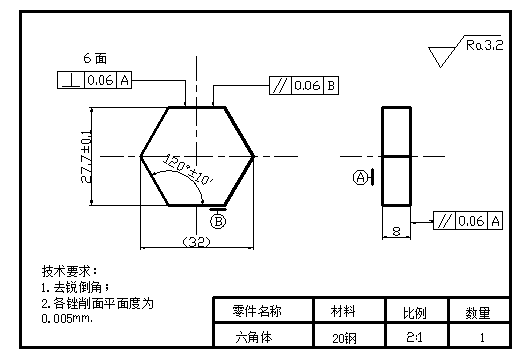 6 面
⊥ 0.06 A
// 0.06 B
Ra3.2
27.7±0.1
120°±10′
A
B
(32)
8
// 0.06 A
技术要求：
1.去锐倒角；
2.各锉削面平面度为
0.005mm.
零件名称 材料 比例 数量
六角体 20钢 2:1 1